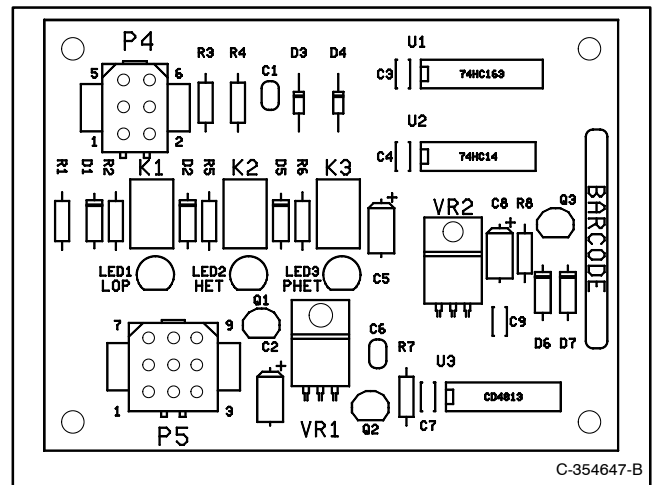 P4
R3
R4
C1
D3
D4
U1
C3
74HC163
5
6
1
2
U2
C4
74HC14
R1
D1
R2
K1
D2
R5
K2
D5
R6
K3
+
C5
VR2
C8
+
R8
Q3
BARCODE
LED1
LOP
LED2
HET
LED3
PHET
Q1
C2
+
C6
C9
D6
D7
7
9
1
3
P5
VR1
Q2
R7
C7
U3
CD4013
C-354647-B